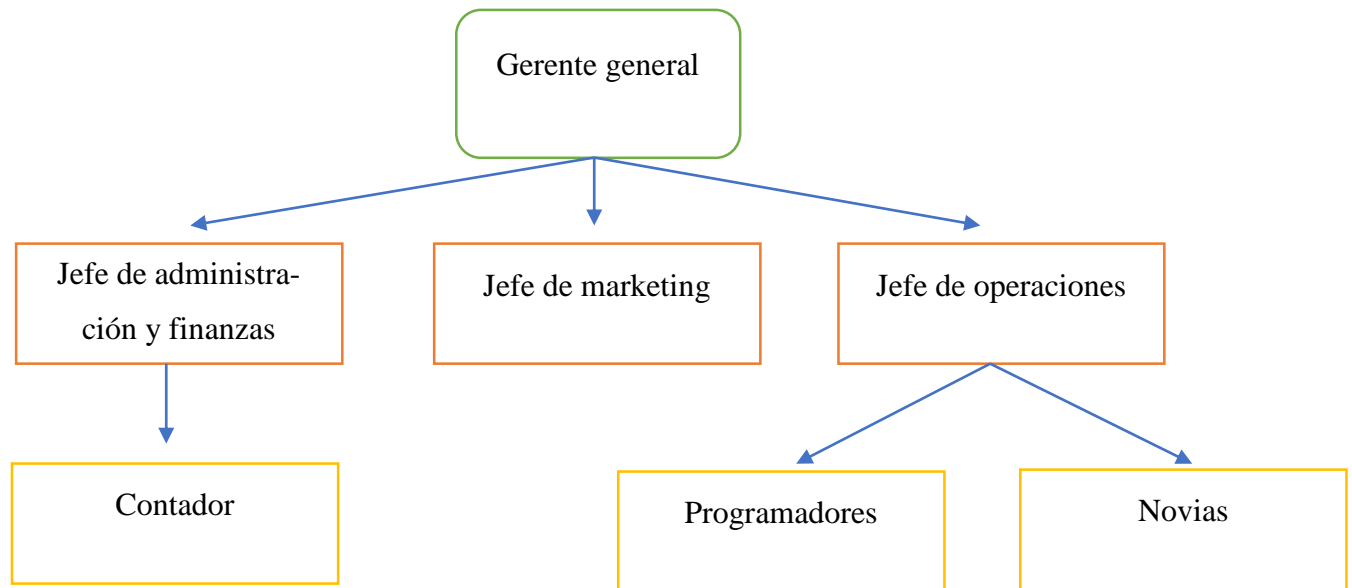 Gerente general
Jefe de administra-
ción y finanzas
Jefe de marketing
Jefe de operaciones
Contador
Programadores
Novias